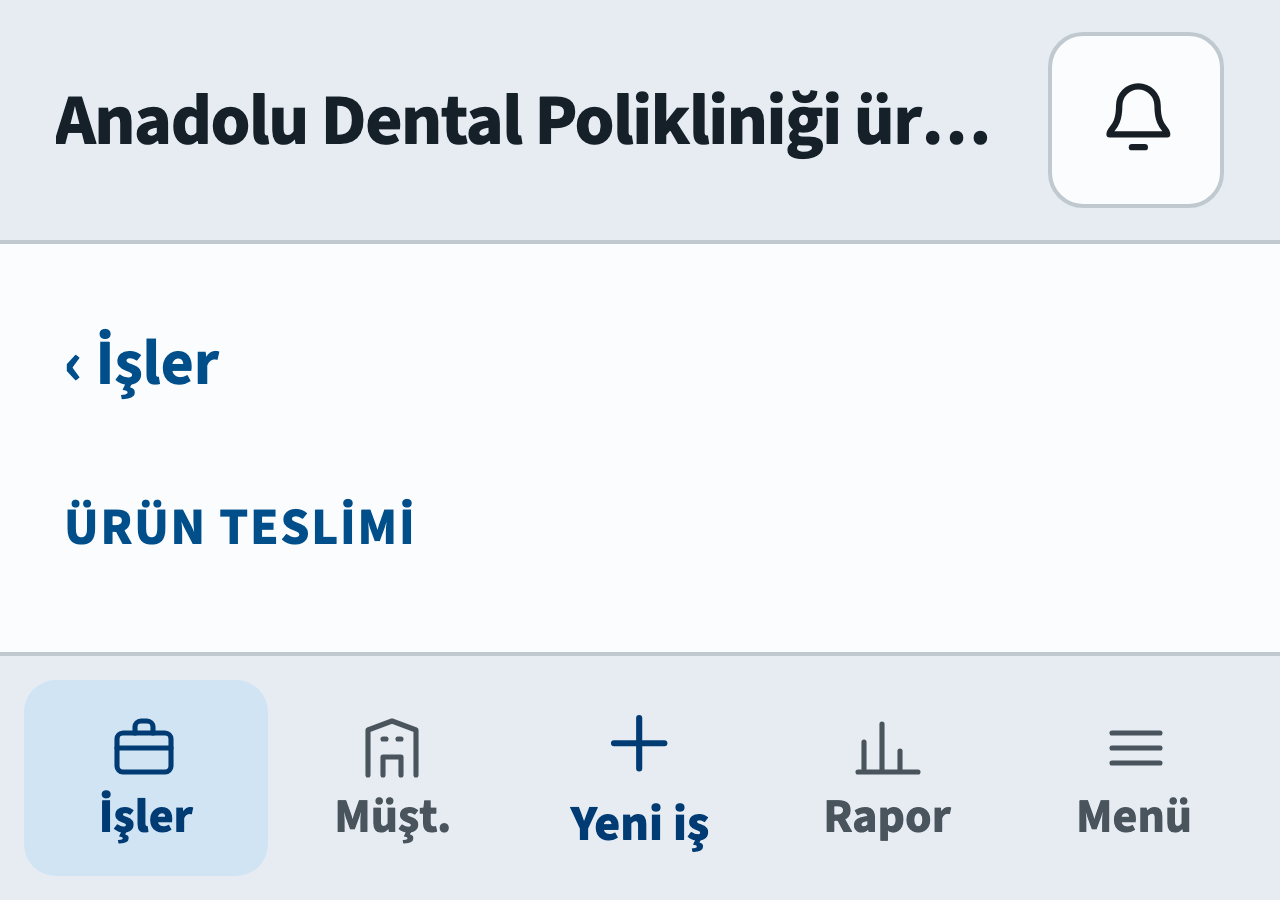 Anadolu Dental Polikliniği ür...
‹ İşler
ÜRÜN TESLİMİ
İşler
Müşt.
Yeni iş
Rapor
Menü